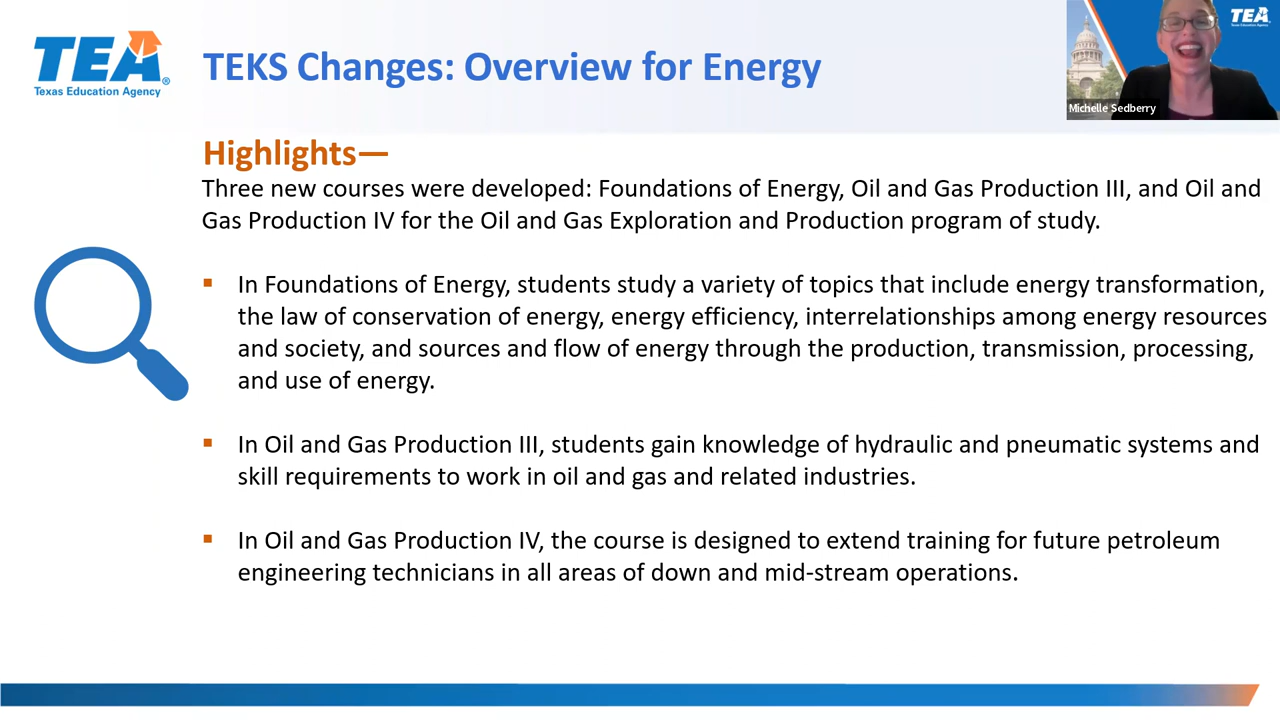 TEA
Texas Education Agency
TEKS Changes: Overview for Energy
TEA
Texas Education Agency
Michelle Sedberry
Highlights—
Three new courses were developed: Foundations of Energy, Oil and Gas Production III, and Oil and
Gas Production IV for the Oil and Gas Exploration and Production program of study.
▪ In Foundations of Energy, students study a variety of topics that include energy transformation,
the law of conservation of energy, energy efficiency, interrelationships among energy resources
and society, and sources and flow of energy through the production, transmission, processing,
and use of energy.
▪ In Oil and Gas Production III, students gain knowledge of hydraulic and pneumatic systems and
skill requirements to work in oil and gas and related industries.
▪ In Oil and Gas Production IV, the course is designed to extend training for future petroleum
engineering technicians in all areas of down and mid-stream operations.